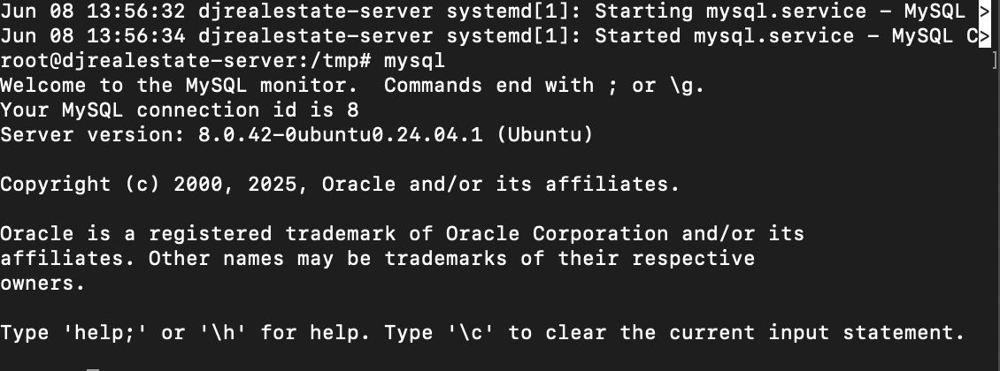 Jun 08 13:56:32 djrealestate-server systemd[1]: Starting mysql.service - MySQL >
Jun 08 13:56:34 djrealestate-server systemd[1]: Started mysql.service - MySQL C>
root@djrealestate-server:/tmp# mysql ]
Welcome to the MySQL monitor.  Commands end with ; or \g.
Your MySQL connection id is 8
Server version: 8.0.42-0ubuntu0.24.04.1 (Ubuntu)
Copyright (c) 2000, 2025, Oracle and/or its affiliates.
Oracle is a registered trademark of Oracle Corporation and/or its
affiliates. Other names may be trademarks of their respective
owners.
Type 'help;' or '\h' for help. Type '\c' to clear the current input statement.